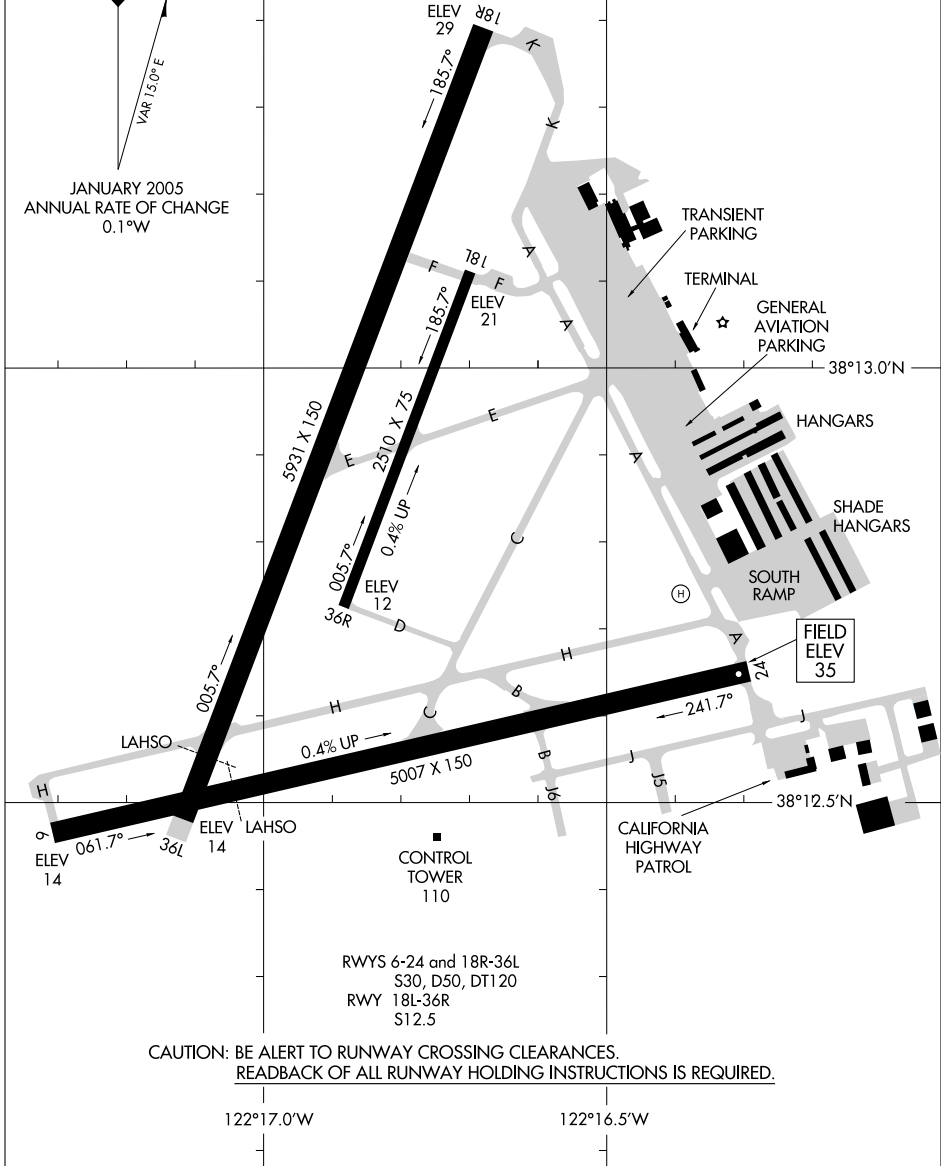 ELEV
29
18R
K
185.7°
VAR 15.0° E
K
JANUARY 2005
ANNUAL RATE OF CHANGE
0.1°W
TRANSIENT
PARKING
A
18L
F
F
TERMINAL
ELEV
21
185.7°
GENERAL
AVIATION
PARKING
A
38°13.0'N
5931 X 150
2510 X 75
E
E
HANGARS
A
0.4% UP
SHADE
HANGARS
C
005.7°
ELEV
12
36R
H
SOUTH
RAMP
D
A
FIELD
ELEV
35
H
24
005.7°
B
241.7°
H
C
J
LAHSO
0.4% UP
B
J
5007 X 150
J5
J6
H
38°12.5'N
6
061.7°
36L
ELEV
14
LAHSO
ELEV
14
CALIFORNIA
HIGHWAY
PATROL
CONTROL
TOWER
110
RWYS 6-24 and 18R-36L
S30, D50, DT120
RWY 18L-36R
S12.5
CAUTION: BE ALERT TO RUNWAY CROSSING CLEARANCES.
READBACK OF ALL RUNWAY HOLDING INSTRUCTIONS IS REQUIRED.
122°17.0'W
122°16.5'W